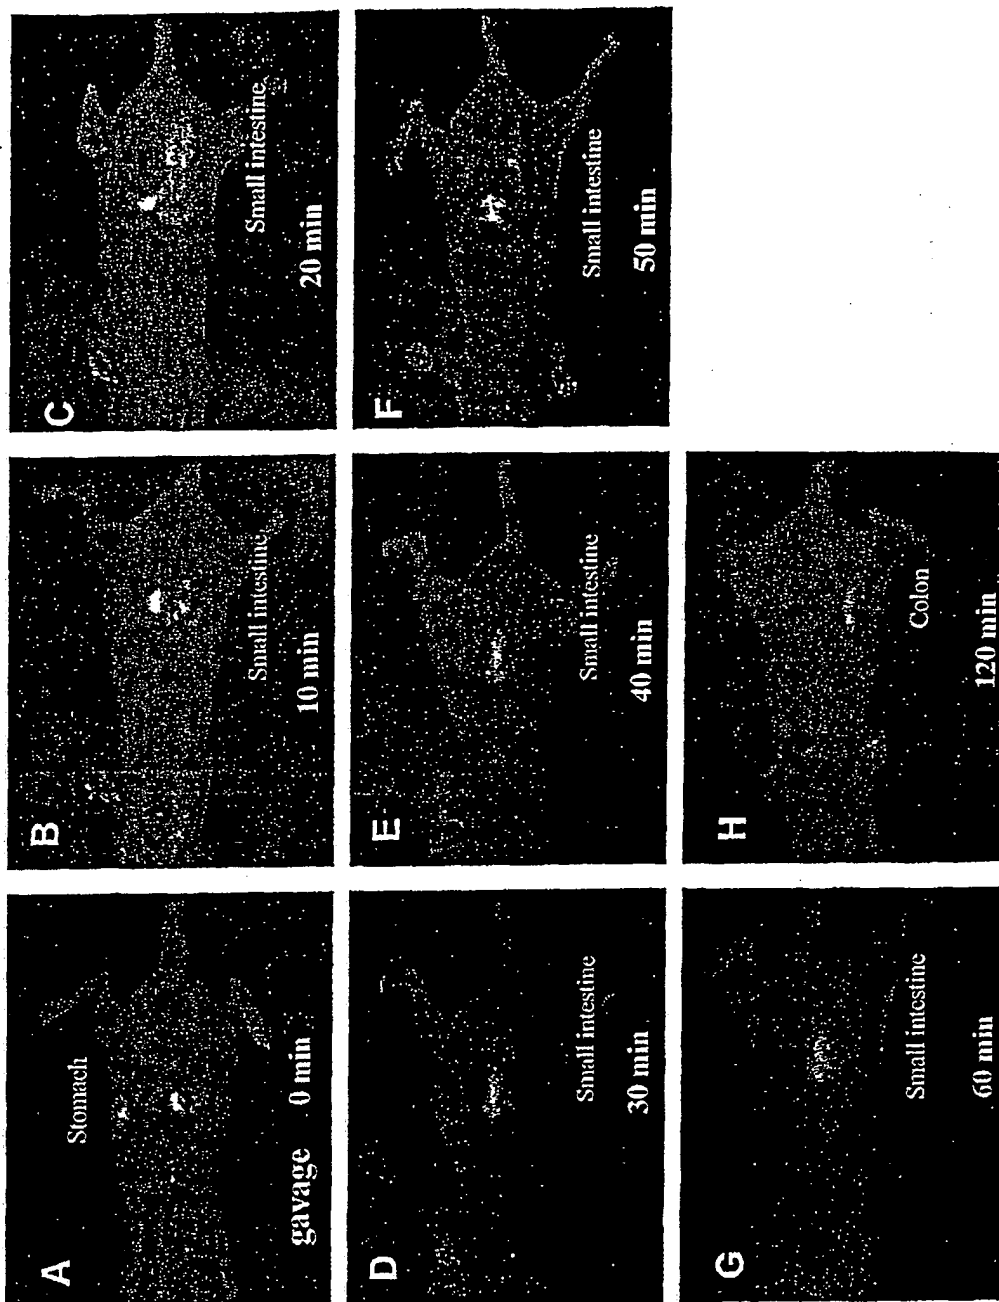 A
Stomach
gavage 0 min
B
Small intestine
10 min
C
Small intestine
20 min
D
Small intestine
30 min
E
Small intestine
40 min
F
Small intestine
50 min
G
Small intestine
60 min
H
Colon
120 min